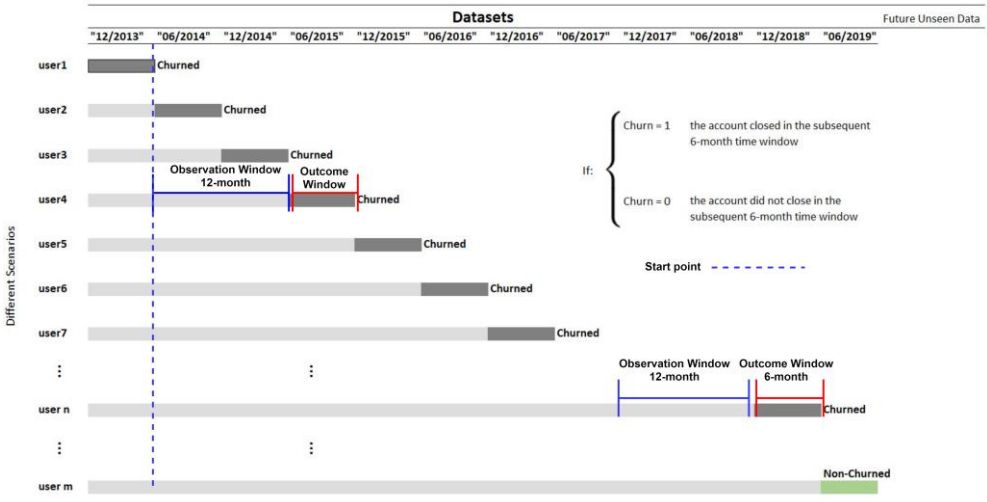 Datasets
Future Unseen Data
"12/2013" "06/2014" "12/2014" "06/2015" "12/2015" "06/2016" "12/2016" "06/2017" "12/2017" "06/2018" "12/2018" "06/2019"
Different Scenarios
user1 Churned
user2 Churned
user3 Churned
Observation Window
12-month
Outcome
Window
user4 Churned
user5 Churned
user6 Churned
user7 Churned
If:
Churn = 1 the account closed in the subsequent
6-month time window
Churn = 0 the account did not close in the
subsequent 6-month time window
Start point
⋮ ⋮
Observation Window
12-month
Outcome Window
6-month
user n Churned
⋮ ⋮
Non-Churned
user m